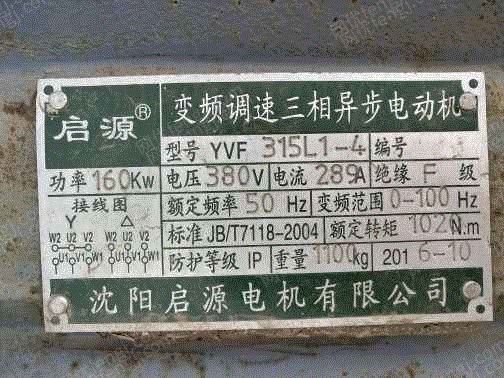 启源®
变频调速三相异步电动机
型号 YVF 315L1-4 编号
功率 160Kw 电压 380V 电流 289A 绝缘 F 级
接线图 额定频率 50 Hz 变频范围 0-100 Hz
Y △
标准 JB/T7118-2004 额定转矩 1020N.m
W2 U2 V2 W2 U2 V2
U1 V1 W1 U1 V1 W1
防护等级 IP 重量 1100kg 2016-10
沈阳启源电机有限公司